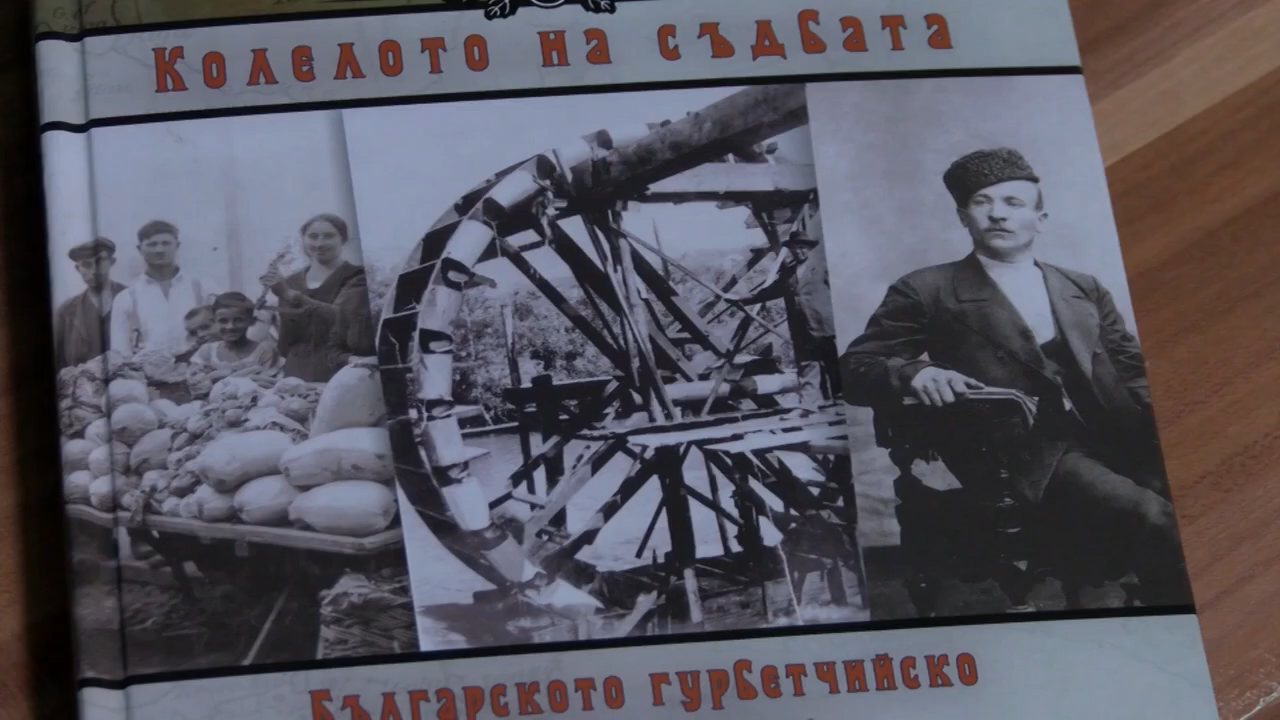 Колелото на съдбата
Българското гурбетчийско